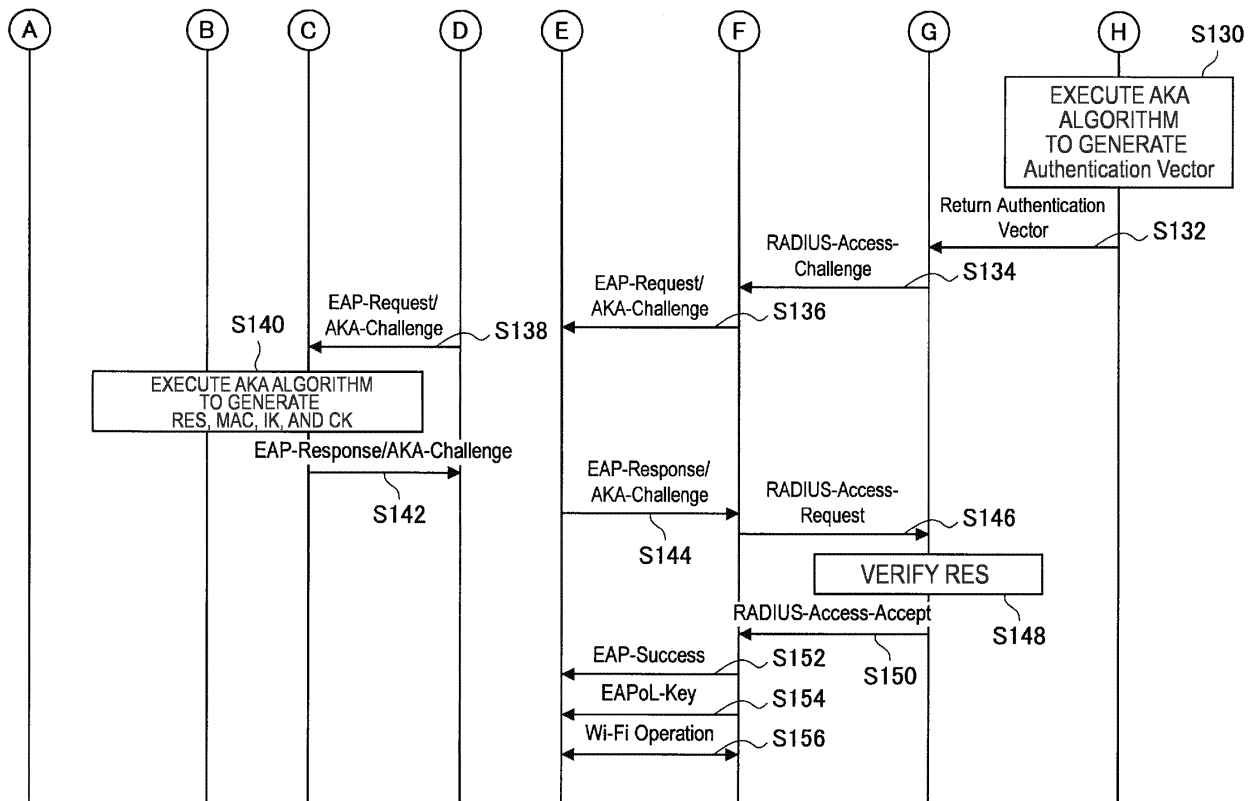 A
B
C
D
E
F
G
H
S130
EXECUTE AKA
ALGORITHM
TO GENERATE
Authentication Vector
Return Authentication
Vector
S132
RADIUS-Access-
Challenge
S134
EAP-Request/
AKA-Challenge
S136
EAP-Request/
AKA-Challenge
S138
S140
EXECUTE AKA ALGORITHM
TO GENERATE
RES, MAC, IK, AND CK
EAP-Response/AKA-Challenge
S142
EAP-Response/
AKA-Challenge
S144
RADIUS-Access-
Request
S146
VERIFY RES
S148
RADIUS-Access-Accept
S150
EAP-Success
S152
EAPoL-Key
S154
Wi-Fi Operation
S156